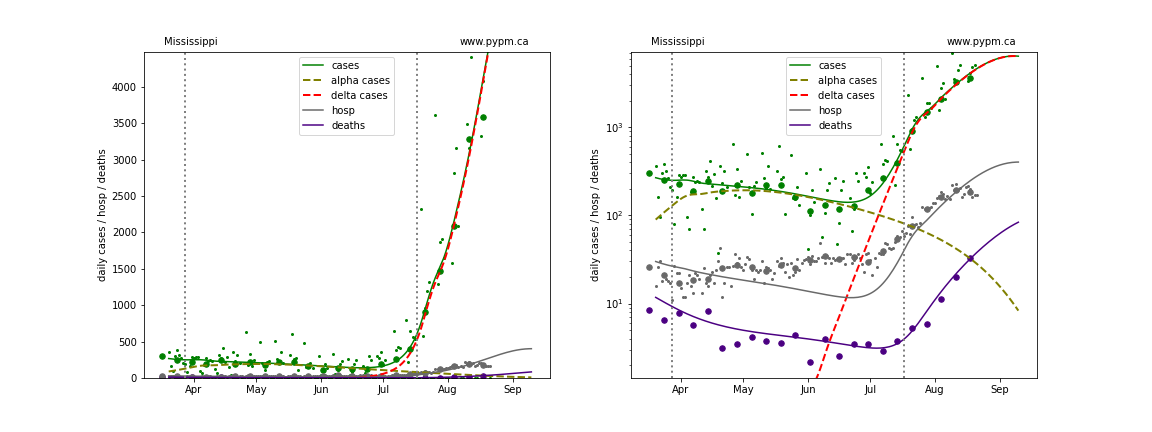 Mississippi www.pypm.ca
cases
alpha cases
delta cases
hosp
deaths
daily cases / hosp / deaths
4000
3500
3000
2500
2000
1500
1000
500
0
Apr May Jun Jul Aug Sep
Mississippi www.pypm.ca
cases
alpha cases
delta cases
hosp
deaths
daily cases / hosp / deaths
10³
10²
10¹
Apr May Jun Jul Aug Sep